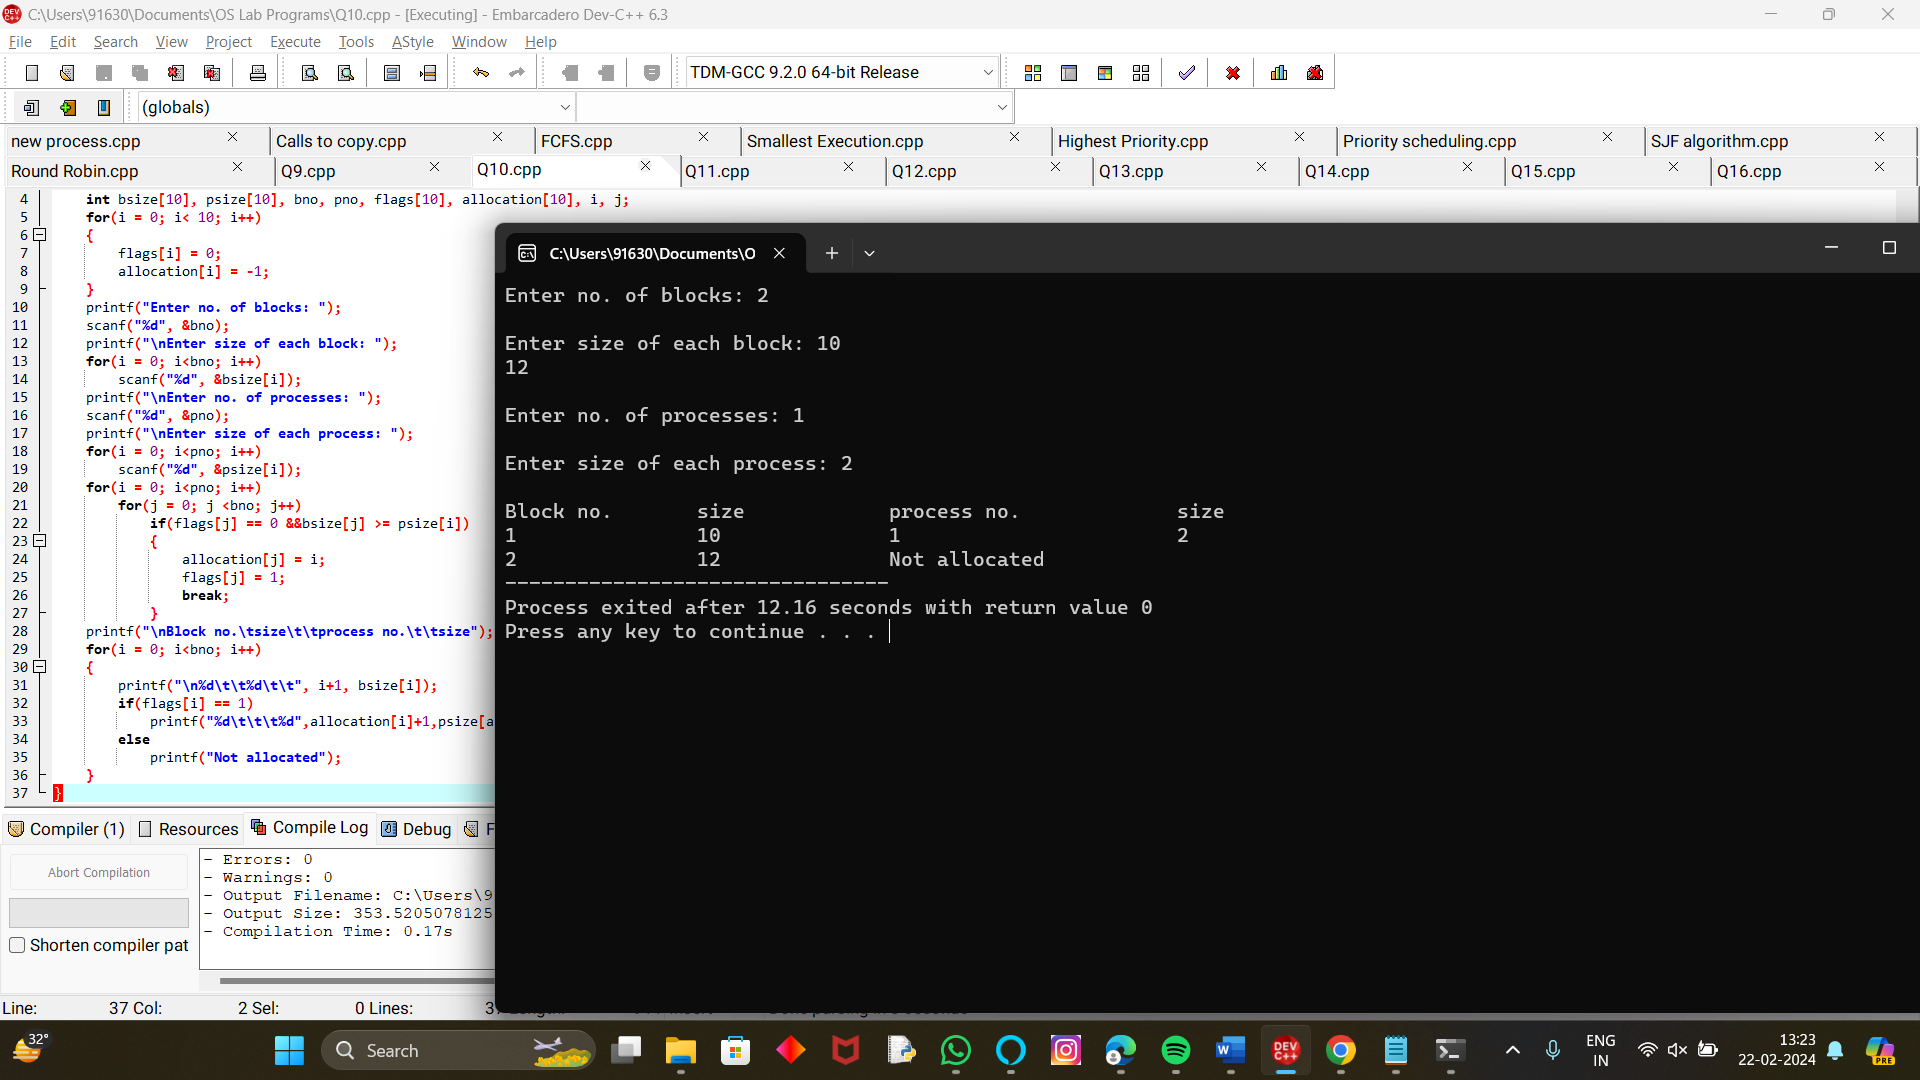 C:\Users\91630\Documents\OS Lab Programs\Q10.cpp - [Executing] - Embarcadero Dev-C++ 6.3
File Edit Search View Project Execute Tools AStyle Window Help
TDM-GCC 9.2.0 64-bit Release
(globals)
new process.cpp Calls to copy.cpp FCFS.cpp Smallest Execution.cpp Highest Priority.cpp Priority scheduling.cpp SJF algorithm.cpp
Round Robin.cpp Q9.cpp Q10.cpp Q11.cpp Q12.cpp Q13.cpp Q14.cpp Q15.cpp Q16.cpp
4 int bsize[10], psize[10], bno, pno, flags[10], allocation[10], i, j;
5 for(i = 0; i< 10; i++)
6 {
7 flags[i] = 0;
8 allocation[i] = -1;
9 }
10 printf("Enter no. of blocks: ");
11 scanf("%d", &bno);
12 printf("\nEnter size of each block: ");
13 for(i = 0; i<bno; i++)
14 scanf("%d", &bsize[i]);
15 printf("\nEnter no. of processes: ");
16 scanf("%d", &pno);
17 printf("\nEnter size of each process: ");
18 for(i = 0; i<pno; i++)
19 scanf("%d", &psize[i]);
20 for(i = 0; i<pno; i++)
21 for(j = 0; j <bno; j++)
22 if(flags[j] == 0 &&bsize[j] >= psize[i])
23 {
24 allocation[j] = i;
25 flags[j] = 1;
26 break;
27 }
28 printf("\nBlock no.\tsize\t\tprocess no.\t\tsize");
29 for(i = 0; i<bno; i++)
30 {
31 printf("\n%d\t\t%d\t\t", i+1, bsize[i]);
32 if(flags[i] == 1)
33 printf("%d\t\t\t%d",allocation[i]+1,psize[a
34 else
35 printf("Not allocated");
36 }
37 }
C:\Users\91630\Documents\O
Enter no. of blocks: 2
Enter size of each block: 10
12
Enter no. of processes: 1
Enter size of each process: 2
Block no. size process no. size
1 10 1 2
2 12 Not allocated
--------------------------------
Process exited after 12.16 seconds with return value 0
Press any key to continue . . .
Compiler (1) Resources Compile Log Debug F
Abort Compilation
Shorten compiler pat
- Errors: 0
- Warnings: 0
- Output Filename: C:\Users\9
- Output Size: 353.5205078125
- Compilation Time: 0.17s
Line: 37 Col: 2 Sel: 0 Lines:
32°
Search
DEV C++
ENG
IN
13:23
22-02-2024
PRE